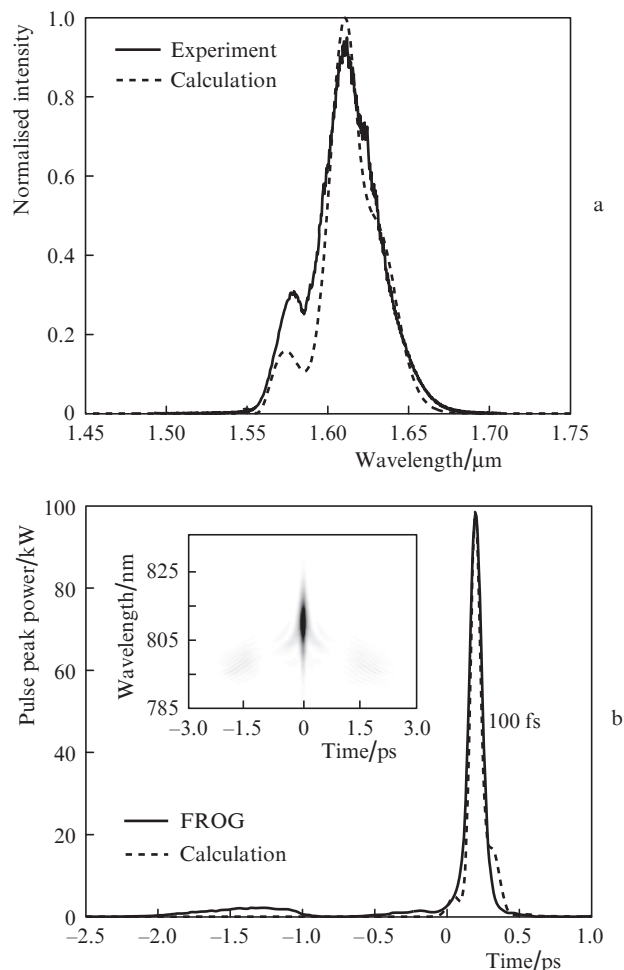 Normalised intensity
1.0
0.8
0.6
0.4
0.2
0
Experiment
Calculation
a
1.45 1.50 1.55 1.60 1.65 1.70 1.75
Wavelength/μm
Pulse peak power/kW
100
80
60
40
20
0
Wavelength/nm
825
805
785
–3.0 –1.5 0 1.5 3.0
Time/ps
100 fs
b
FROG
Calculation
–2.5 –2.0 –1.5 –1.0 –0.5 0 0.5 1.0
Time/ps